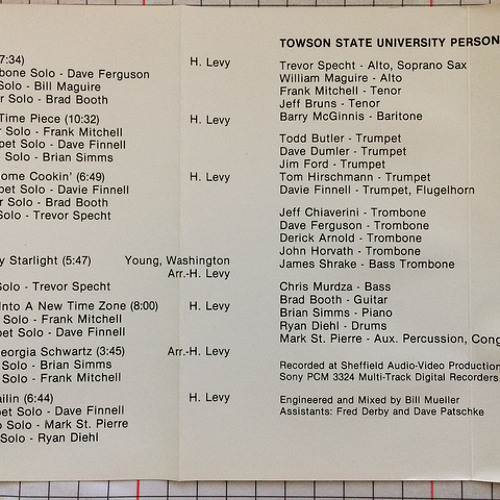 7:34) H. Levy
bone Solo - Dave Ferguson
Solo - Bill Maguire
r Solo - Brad Booth
Time Piece (10:32) H. Levy
r Solo - Frank Mitchell
pet Solo - Dave Finnell
Solo - Brian Simms
ome Cookin' (6:49) H. Levy
pet Solo - Davie Finnell
r Solo - Brad Booth
Solo - Trevor Specht
y Starlight (5:47) Young, Washington
Arr.-H. Levy
Solo - Trevor Specht
Into A New Time Zone (8:00) H. Levy
Solo - Frank Mitchell
pet Solo - Dave Finnell
eorgia Schwartz (3:45) Arr.-H. Levy
Solo - Brian Simms
Solo - Frank Mitchell
ailin (6:44) H. Levy
pet Solo - Dave Finnell
o Solo - Mark St. Pierre
Solo - Ryan Diehl
TOWSON STATE UNIVERSITY PERSON
Trevor Specht - Alto, Soprano Sax
William Maguire - Alto
Frank Mitchell - Tenor
Jeff Bruns - Tenor
Barry McGinnis - Baritone
Todd Butler - Trumpet
Dave Dumler - Trumpet
Jim Ford - Trumpet
Tom Hirschmann - Trumpet
Davie Finnell - Trumpet, Flugelhorn
Jeff Chiaverini - Trombone
Dave Ferguson - Trombone
Derick Arnold - Trombone
John Horvath - Trombone
James Shrake - Bass Trombone
Chris Murdza - Bass
Brad Booth - Guitar
Brian Simms - Piano
Ryan Diehl - Drums
Mark St. Pierre - Aux. Percussion, Cong
Recorded at Sheffield Audio-Video Production
Sony PCM 3324 Multi-Track Digital Recorders
Engineered and Mixed by Bill Mueller
Assistants: Fred Derby and Dave Patschke